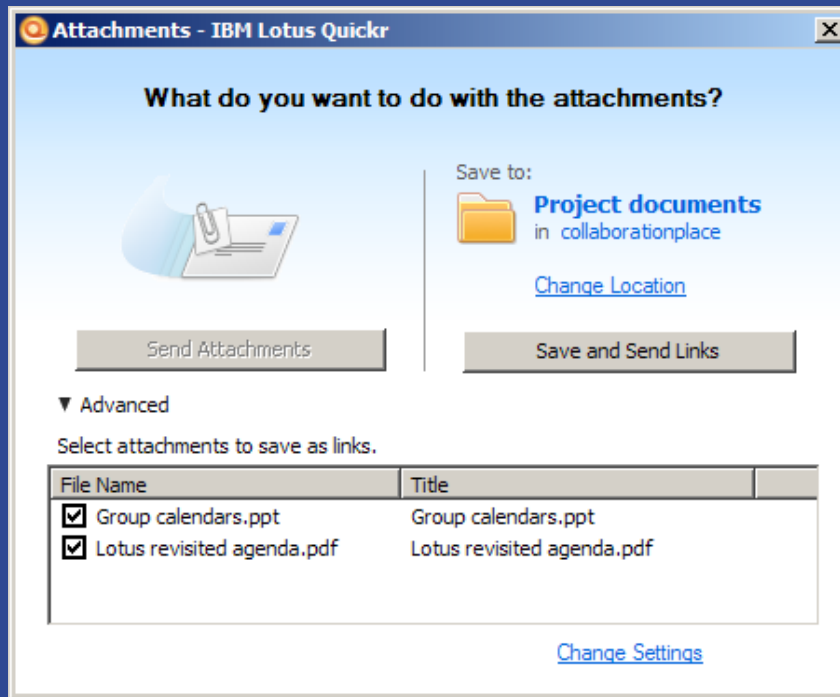 Attachments - IBM Lotus Quickr
What do you want to do with the attachments?
Save to:
Project documents
in collaborationplace
Change Location
Send Attachments
Save and Send Links
▼ Advanced
Select attachments to save as links.
File Name Title
Group calendars.ppt Group calendars.ppt
Lotus revisited agenda.pdf Lotus revisited agenda.pdf
Change Settings